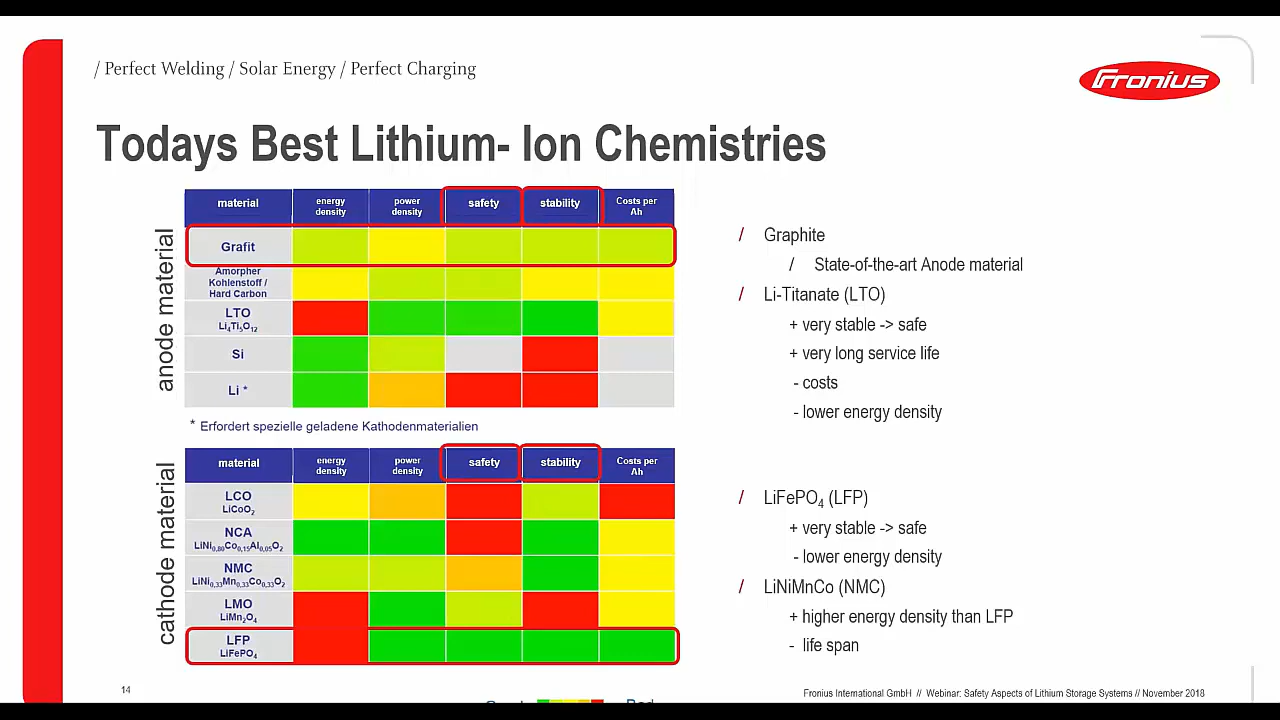 / Perfect Welding / Solar Energy / Perfect Charging
Fronius
Todays Best Lithium- Ion Chemistries
anode material
material energy density power density safety stability Costs per Ah
Grafit
Amorpher
Kohlenstoff /
Hard Carbon
LTO
Li4Ti5O12
Si
Li *
* Erfordert spezielle geladene Kathodenmaterialien
cathode material
material energy density power density safety stability Costs per Ah
LCO
LiCoO2
NCA
LiNi0,80Co0,15Al0,05O2
NMC
LiNi0,33Mn0,33Co0,33O2
LMO
LiMn2O4
LFP
LiFePO4
/ Graphite
/ State-of-the-art Anode material
/ Li-Titanate (LTO)
+ very stable -> safe
+ very long service life
- costs
- lower energy density
/ LiFePO4 (LFP)
+ very stable -> safe
- lower energy density
/ LiNiMnCo (NMC)
+ higher energy density than LFP
- life span
14
Fronius International GmbH // Webinar: Safety Aspects of Lithium Storage Systems // November 2018